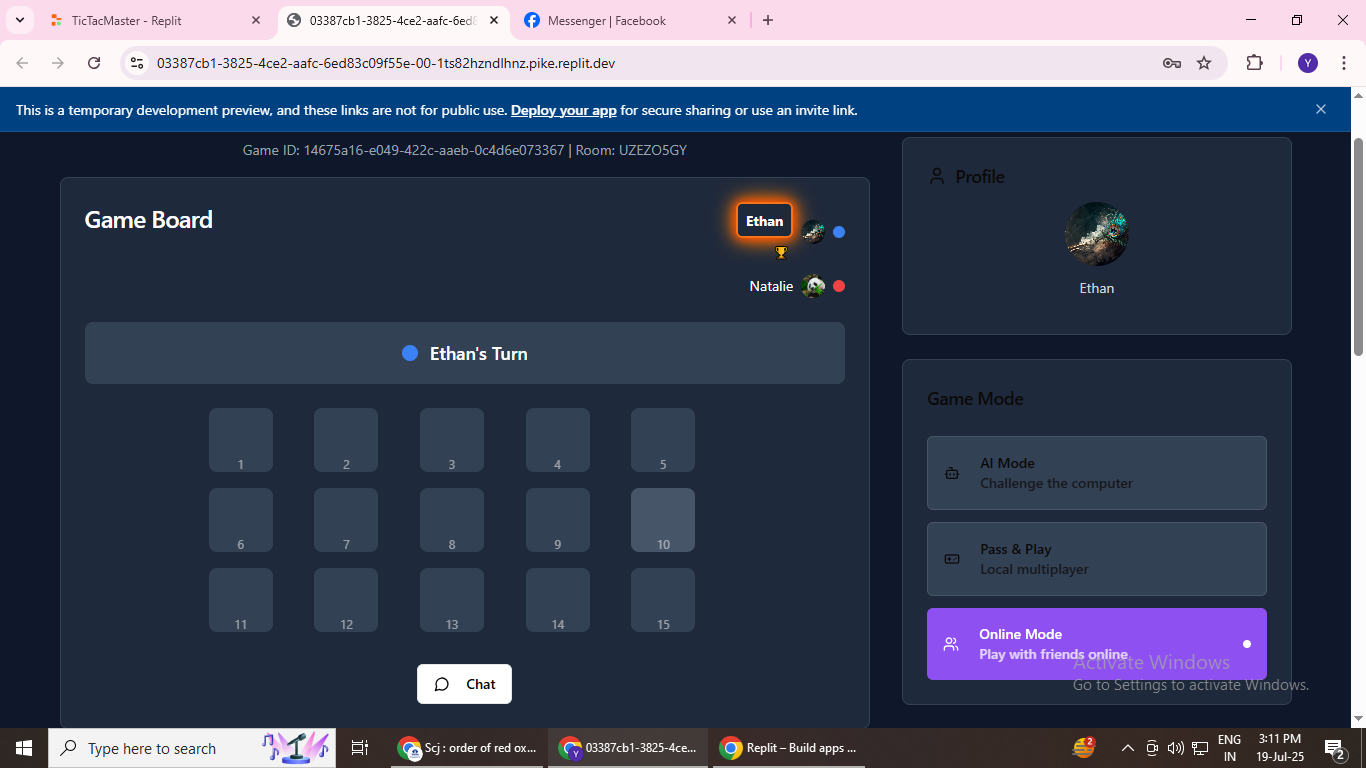 TicTacMaster - Replit
03387cb1-3825-4ce2-aafc-6ed8
Messenger | Facebook
03387cb1-3825-4ce2-aafc-6ed83c09f55e-00-1ts82hzndlhnz.pike.replit.dev
Y
This is a temporary development preview, and these links are not for public use. Deploy your app for secure sharing or use an invite link.
Game ID: 14675a16-e049-422c-aaeb-0c4d6e073367 | Room: UZEZO5GY
Game Board
Ethan
Natalie
Ethan's Turn
1 2 3 4 5
6 7 8 9 10
11 12 13 14 15
Chat
Profile
Ethan
Game Mode
AI Mode
Challenge the computer
Pass & Play
Local multiplayer
Online Mode
Play with friends online
Activate Windows
Go to Settings to activate Windows.
Type here to search
Scj : order of red ox...
Y
03387cb1-3825-4ce...
Replit – Build apps ...
2
ENG
IN
3:11 PM
19-Jul-25
2